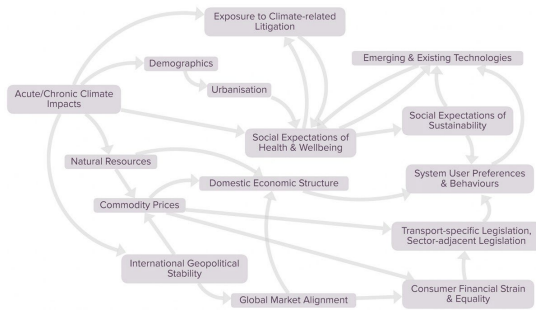 Exposure to Climate-related
Litigation
Emerging & Existing Technologies
Demographics
Urbanisation
Acute/Chronic Climate
Impacts
Social Expectations of
Sustainability
Social Expectations of
Health & Wellbeing
Natural Resources
System User Preferences
& Behaviours
Domestic Economic Structure
Commodity Prices
Transport-specific Legislation,
Sector-adjacent Legislation
International Geopolitical
Stability
Consumer Financial Strain
& Equality
Global Market Alignment